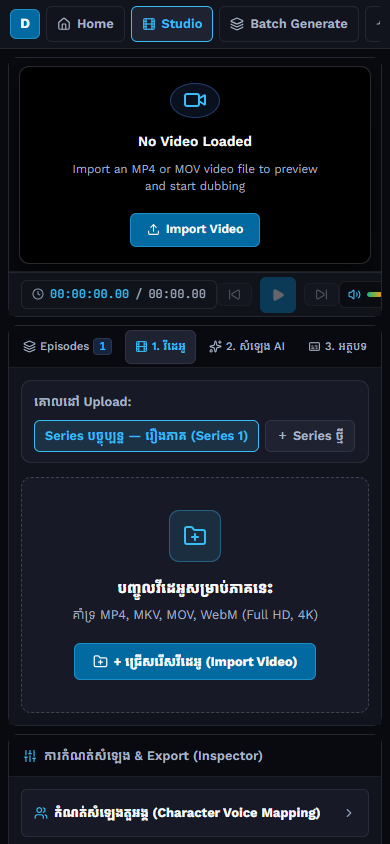 D Home Studio Batch Generate
No Video Loaded
Import an MP4 or MOV video file to preview
and start dubbing
Import Video
00:00:00.00 / 00:00.00
Episodes 1 1. វីដេអូ 2. សំឡេង AI 3. អត្ថបទ
គោលដៅ Upload:
Series បច្ចុប្បន្ន — រឿងភាគ (Series 1) + Series ថ្មី
បញ្ចូលវីដេអូសម្រាប់ភាគនេះ
គាំទ្រ MP4, MKV, MOV, WebM (Full HD, 4K)
+ ជ្រើសរើសវីដេអូ (Import Video)
ការកំណត់សំឡេង & Export (Inspector)
កំណត់សំឡេងតួអង្គ (Character Voice Mapping)